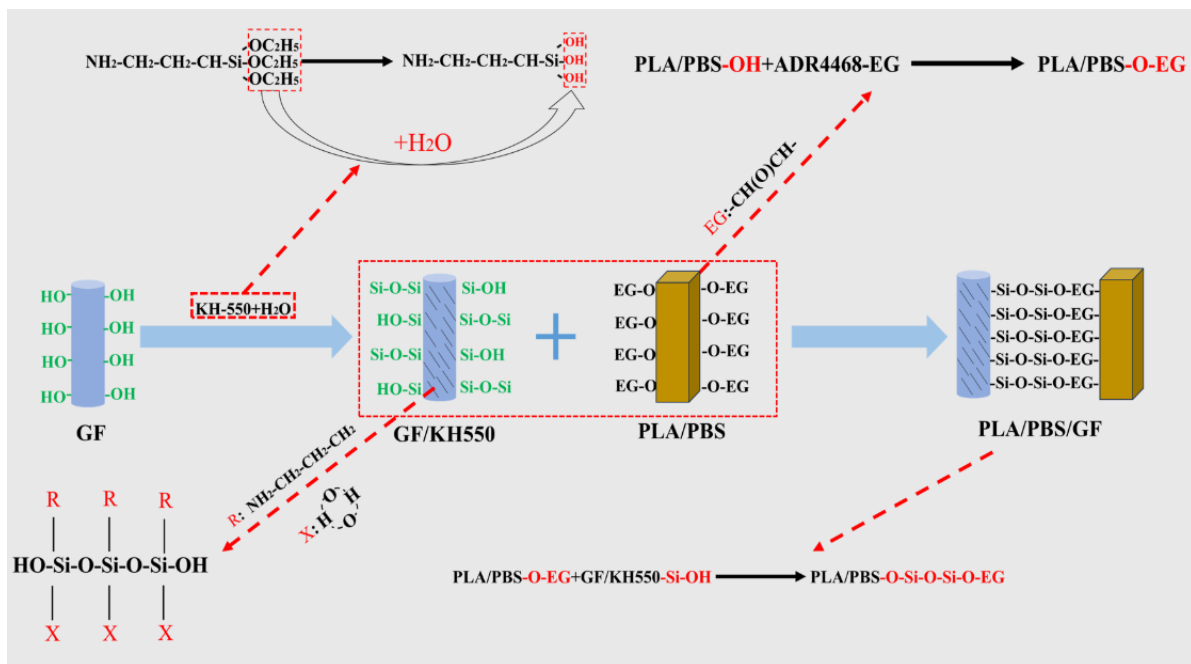 OC2H5
NH2-CH2-CH2-CH-Si-OC2H5
OC2H5
OH
NH2-CH2-CH2-CH-Si-OH
OH
+H2O
PLA/PBS-OH+ADR4468-EG
PLA/PBS-O-EG
EG:-CH(O)CH-
KH-550+H2O
HO -OH
HO -OH
HO -OH
HO -OH
GF
Si-O-Si Si-OH
HO-Si Si-O-Si
Si-O-Si Si-OH
HO-Si Si-O-Si
GF/KH550
+
EG-O -O-EG
EG-O -O-EG
EG-O -O-EG
EG-O -O-EG
PLA/PBS
-Si-O-Si-O-EG-
-Si-O-Si-O-EG-
-Si-O-Si-O-EG-
-Si-O-Si-O-EG-
-Si-O-Si-O-EG-
PLA/PBS/GF
R: NH2-CH2-CH2-CH2
X: H O H O
R R R
HO-Si-O-Si-O-Si-OH
X X X
PLA/PBS-O-EG+GF/KH550-Si-OH
PLA/PBS-O-Si-O-Si-O-EG